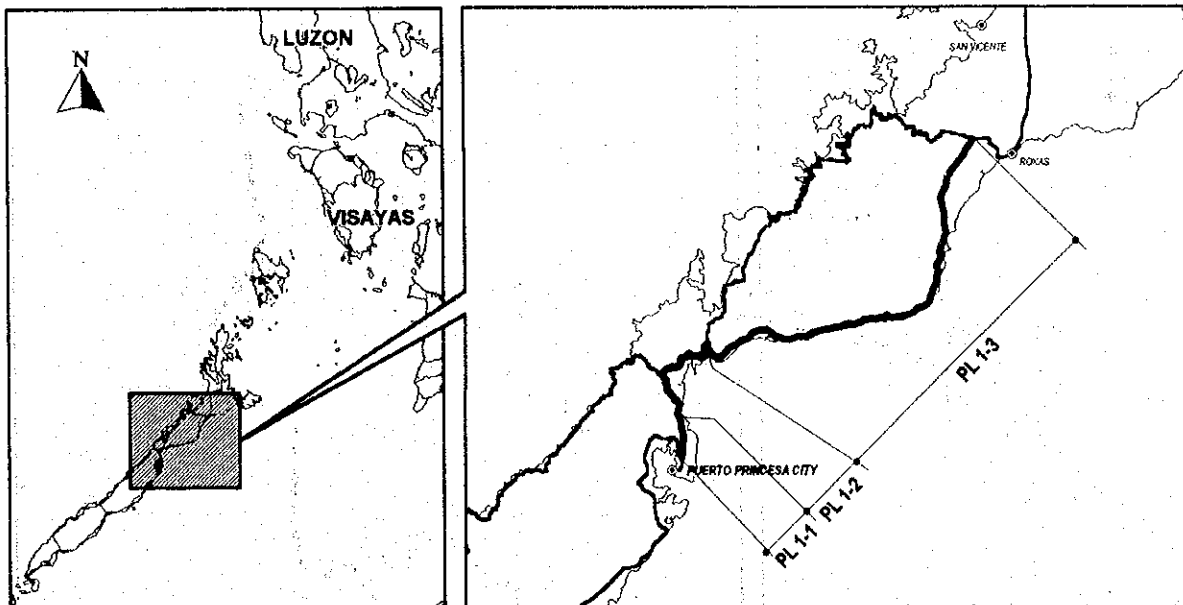 LUZON
N
VISAYAS
SAN VICENTE
ROXAS
PL 1-3
PUERTO PRINCESA CITY
PL 1-2
PL 1-1